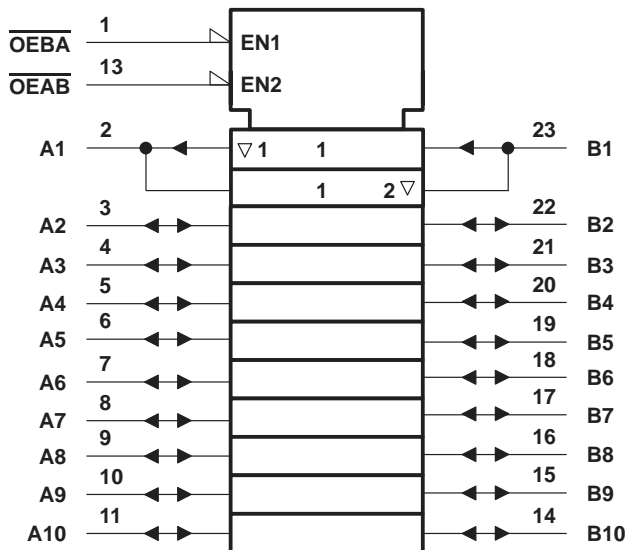 1
OEBA EN1
13
OEAB EN2
2 23
A1 ▽ 1 1 B1
1 2 ▽
3 22
A2 B2
4 21
A3 B3
5 20
A4 B4
6 19
A5 B5
7 18
A6 B6
8 17
A7 B7
9 16
A8 B8
10 15
A9 B9
11 14
A10 B10